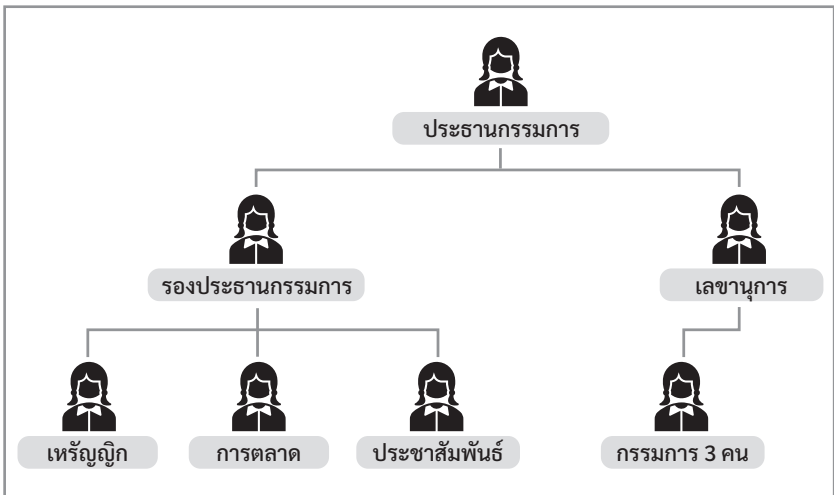 ประธานกรรมการ
รองประธานกรรมการ
เลขานุการ
เหรัญญิก
การตลาด
ประชาสัมพันธ์
กรรมการ 3 คน